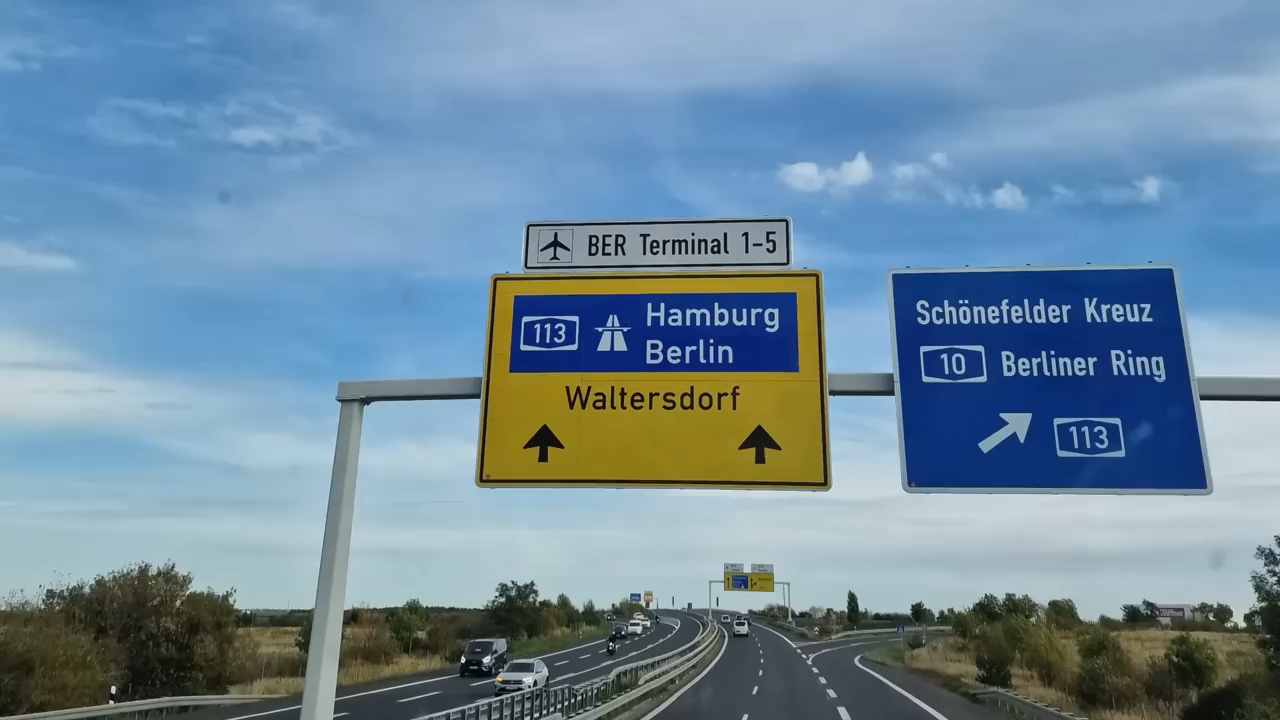 BER Terminal 1-5
113 Hamburg
Berlin
Waltersdorf
Schönefelder Kreuz
10 Berliner Ring
113